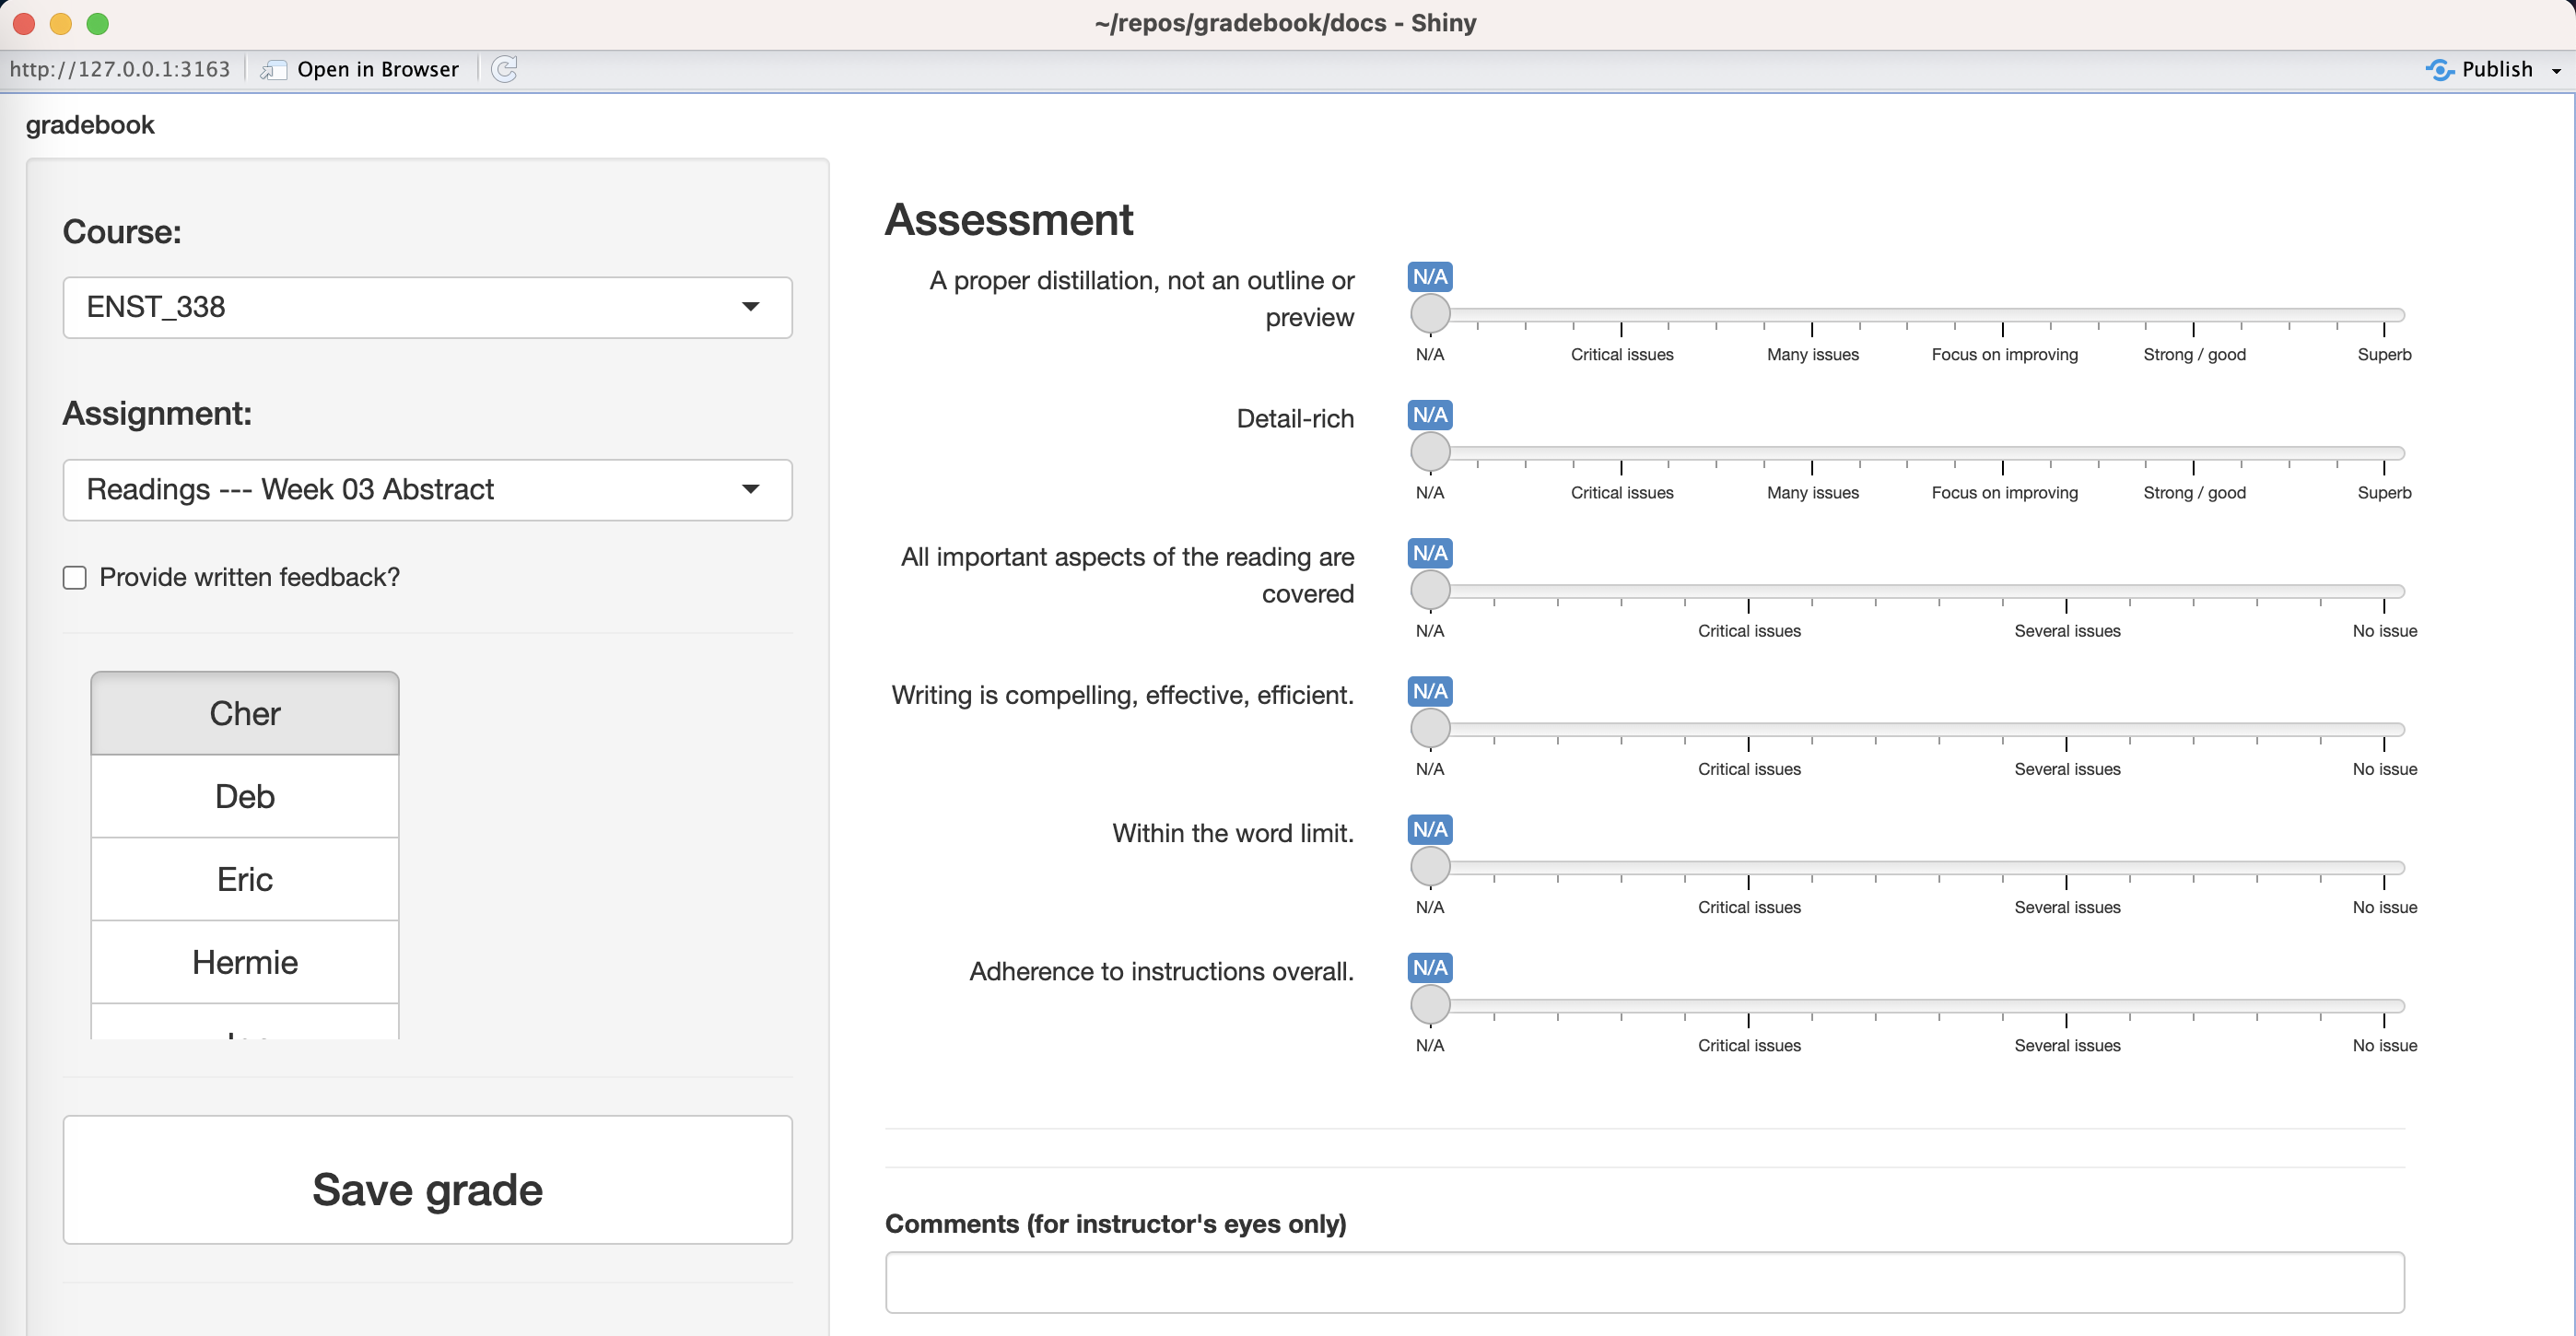 ~/repos/gradebook/docs - Shiny
http://127.0.0.1:3163 Open in Browser Publish
gradebook
Course:
ENST_338
Assignment:
Readings --- Week 03 Abstract
Provide written feedback?
Cher
Deb
Eric
Hermie
Save grade
Assessment
A proper distillation, not an outline or
preview
N/A
N/A Critical issues Many issues Focus on improving Strong / good Superb
Detail-rich
N/A
N/A Critical issues Many issues Focus on improving Strong / good Superb
All important aspects of the reading are
covered
N/A
N/A Critical issues Several issues No issue
Writing is compelling, effective, efficient.
N/A
N/A Critical issues Several issues No issue
Within the word limit.
N/A
N/A Critical issues Several issues No issue
Adherence to instructions overall.
N/A
N/A Critical issues Several issues No issue
Comments (for instructor's eyes only)